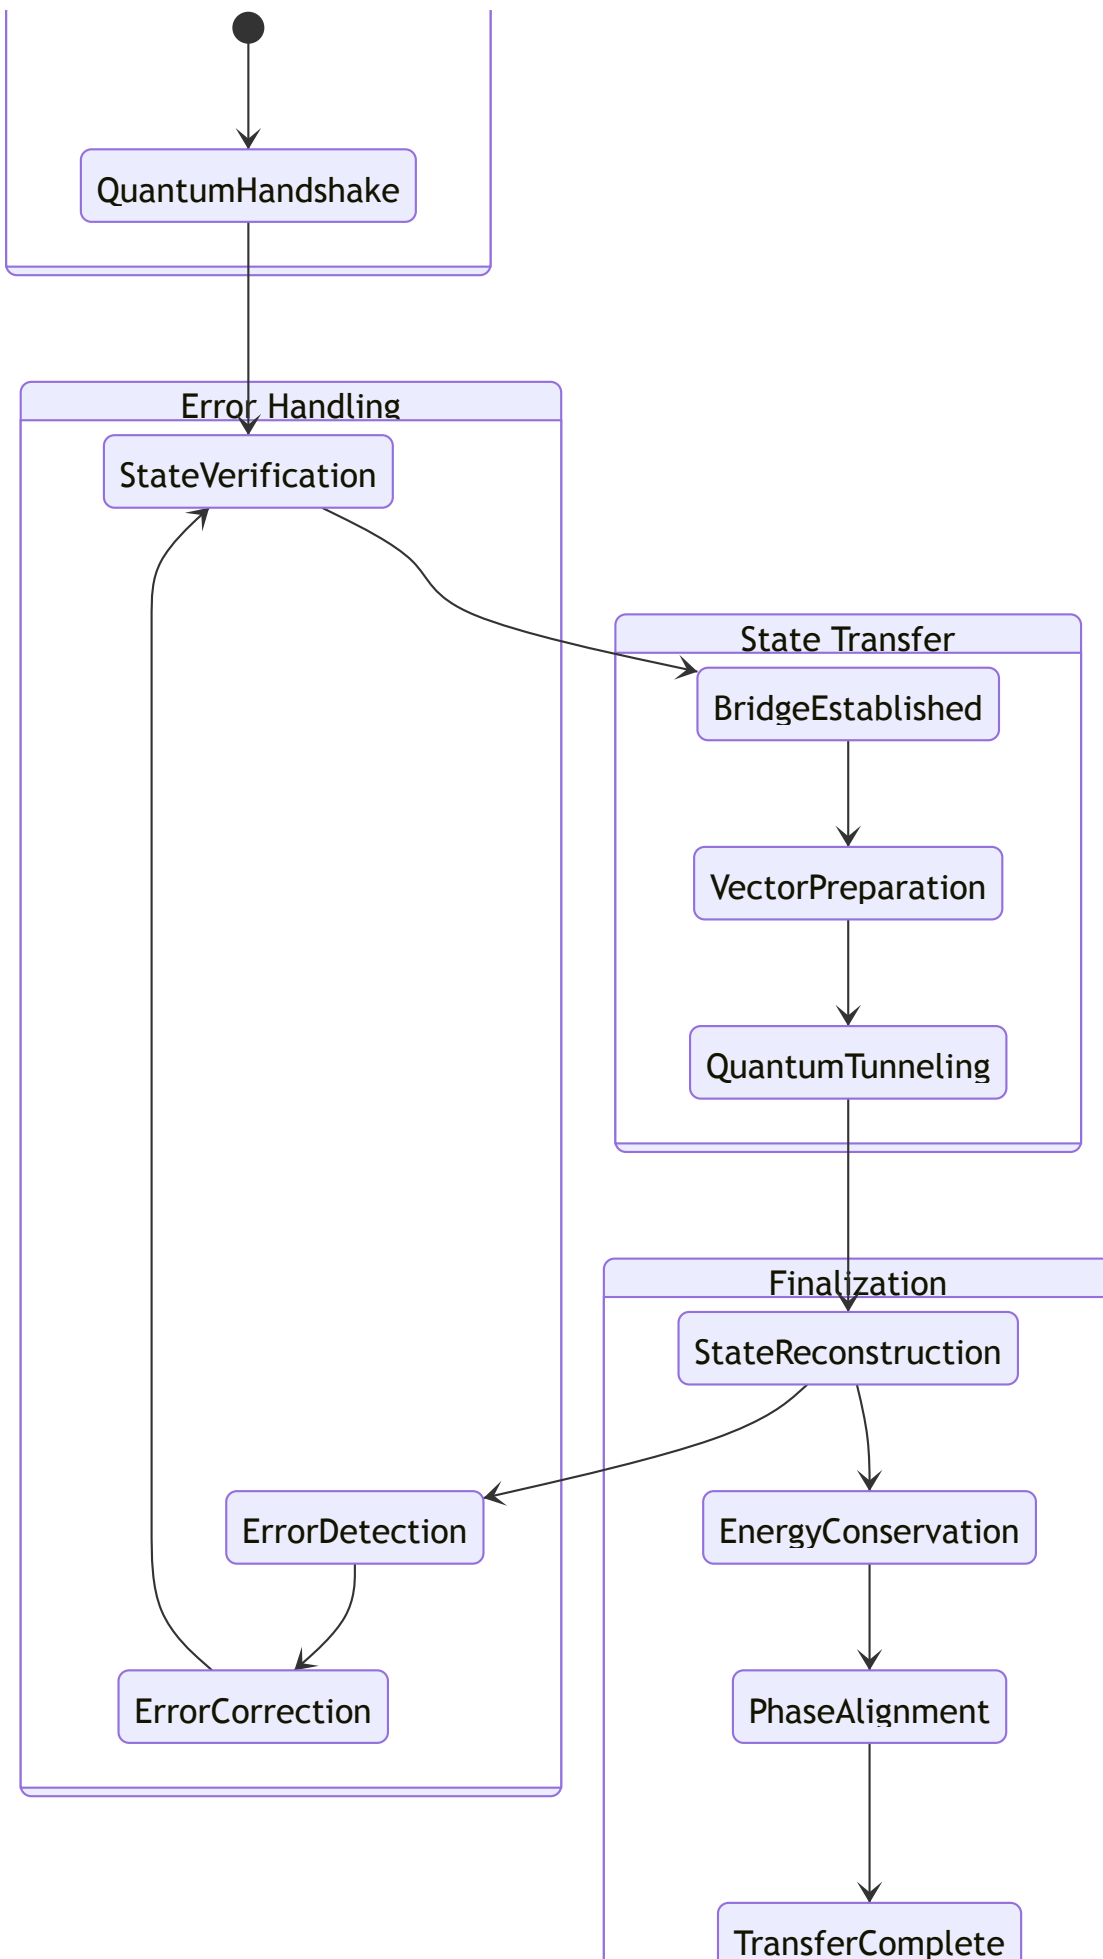 QuantumHandshake
Error Handling
StateVerification
State Transfer
BridgeEstablished
VectorPreparation
QuantumTunneling
Finalization
StateReconstruction
ErrorDetection
EnergyConservation
ErrorCorrection
PhaseAlignment
TransferComplete